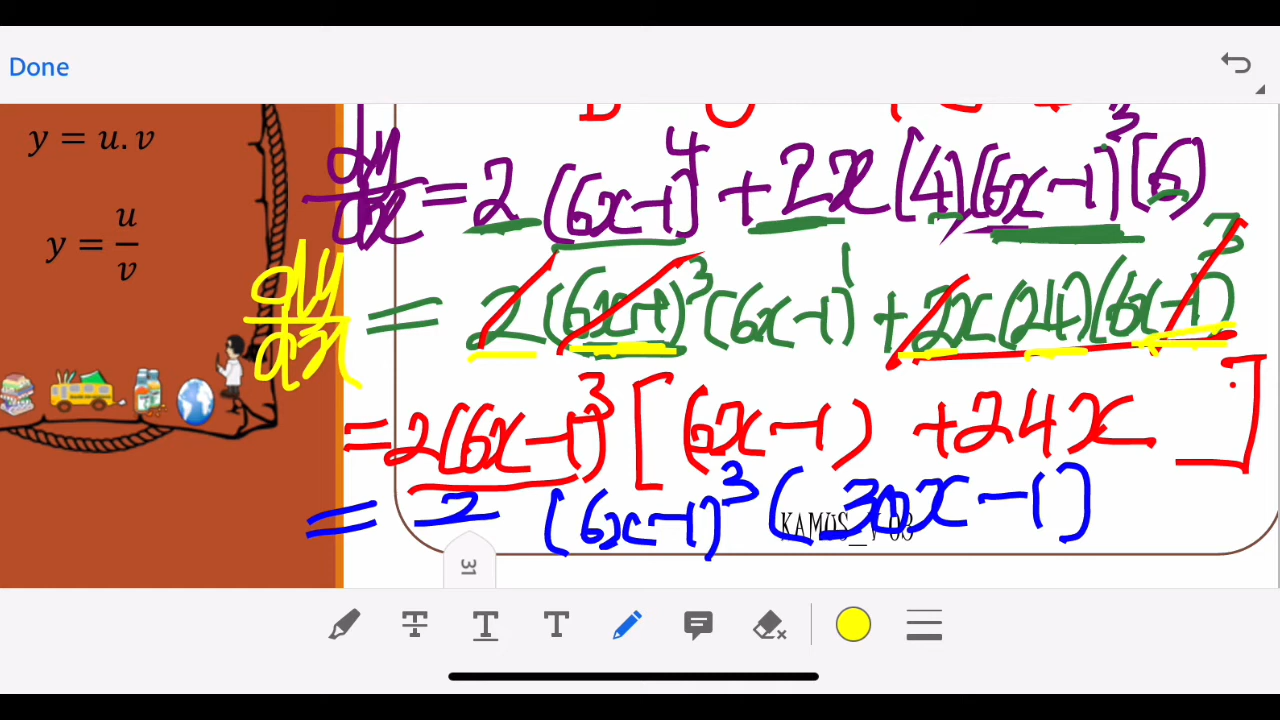 Done
y = u. v
y = u/v
dy/dx = 2 (6x-1)^4 + 2x (4)(6x-1)^3 (6)
dy/dx = 2(6x-1)^3 (6x-1)^1 + 2x(24)(6x-1)^3
= 2(6x-1)^3 [(6x-1) + 24x]
= 2 (6x-1)^3 (30x-1)
31